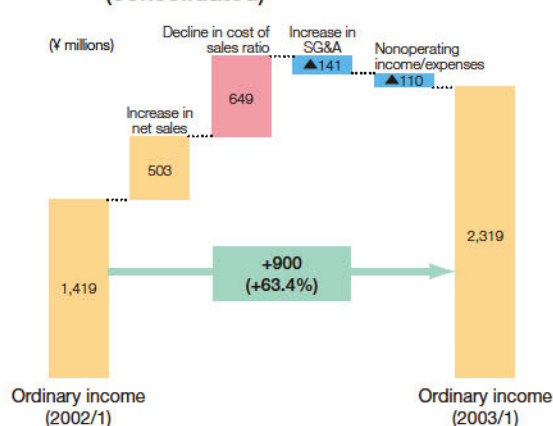 (consolidated)
(¥ millions)
Decline in cost of
sales ratio
Increase in
SG&A
Nonoperating
income/expenses
▲141
▲110
649
Increase in
net sales
503
2,319
+900
(+63.4%)
1,419
Ordinary income
(2002/1)
Ordinary income
(2003/1)